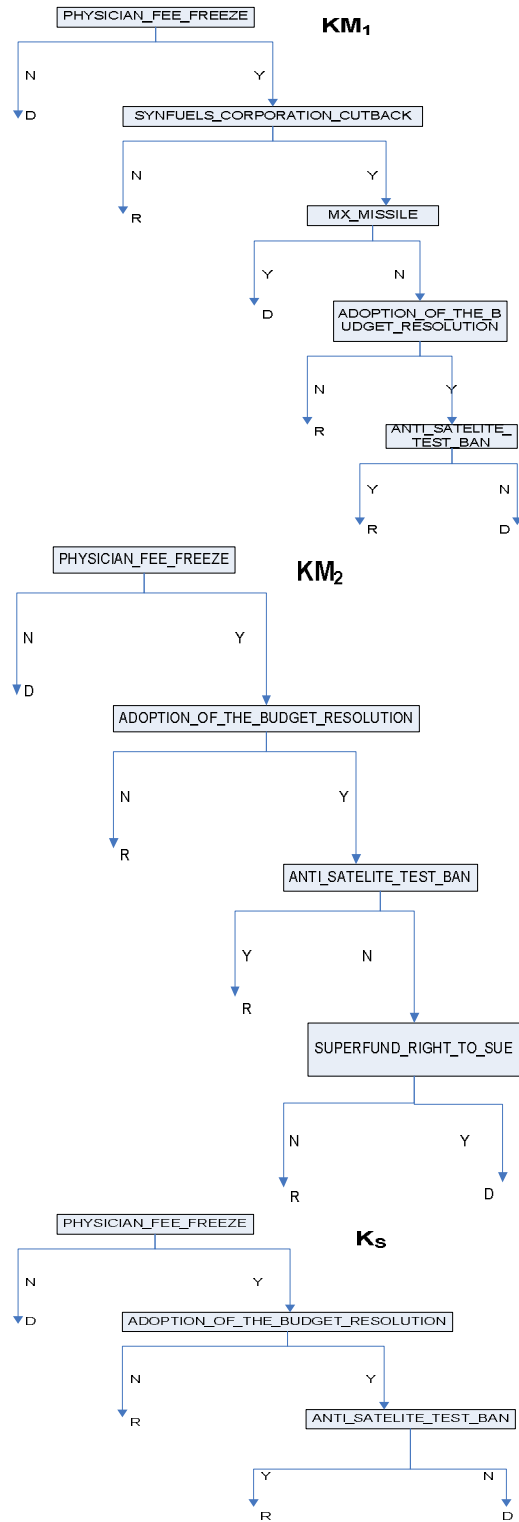 PHYSICIAN_FEE_FREEZE
KM1
N
Y
D
SYNFUELS_CORPORATION_CUTBACK
N
Y
R
MX_MISSILE
Y
N
D
ADOPTION_OF_THE_B
UDGET_RESOLUTION
N
Y
R
ANTI_SATELITE_
TEST_BAN
Y
N
R
D
PHYSICIAN_FEE_FREEZE
KM2
N
Y
D
ADOPTION_OF_THE_BUDGET_RESOLUTION
N
Y
R
ANTI_SATELITE_TEST_BAN
Y
N
R
SUPERFUND_RIGHT_TO_SUE
N
Y
R
D
PHYSICIAN_FEE_FREEZE
KS
N
Y
D
ADOPTION_OF_THE_BUDGET_RESOLUTION
N
Y
R
ANTI_SATELITE_TEST_BAN
Y
N
R
D